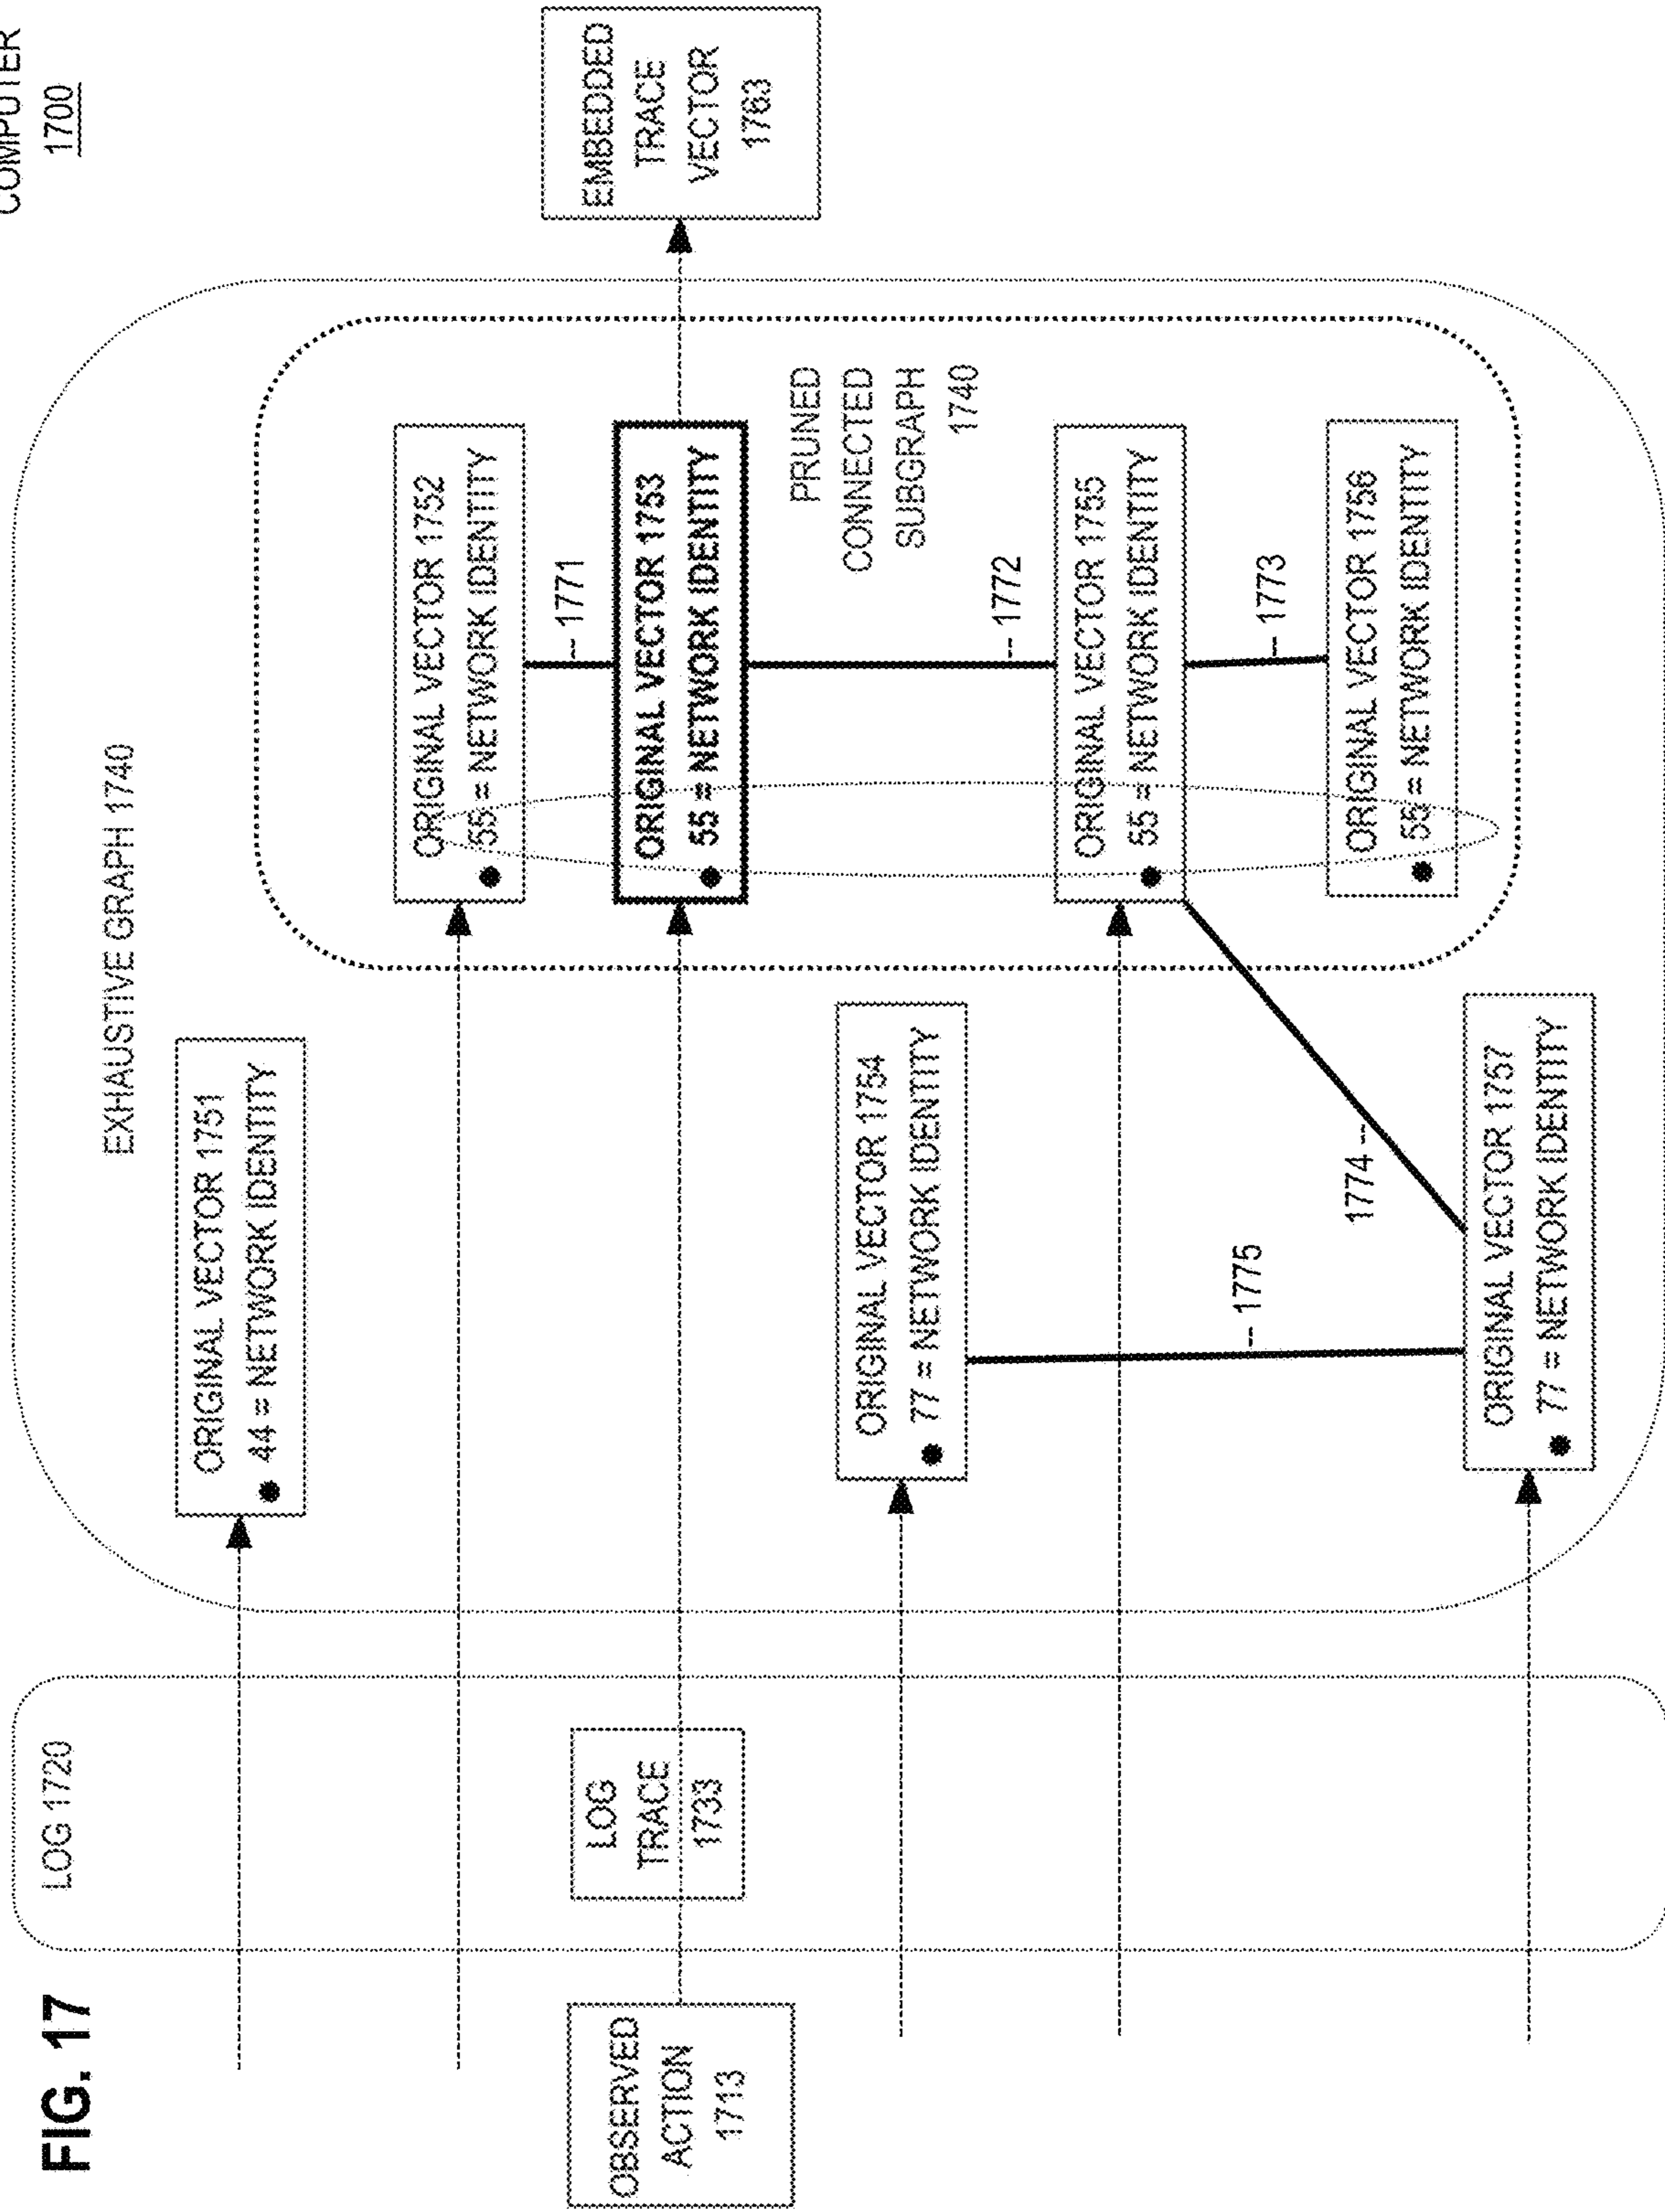 FIG. 17
COMPUTER
1700
LOG 1720
EXHAUSTIVE GRAPH 1740
ORIGINAL VECTOR 1751
● 44 = NETWORK IDENTITY
ORIGINAL VECTOR 1752
● 55 = NETWORK IDENTITY
-- 1771
OBSERVED
ACTION
1713
LOG
TRACE
1733
ORIGINAL VECTOR 1753
● 55 = NETWORK IDENTITY
EMBEDDED
TRACE
VECTOR
1763
PRUNED
CONNECTED
SUBGRAPH
1740
ORIGINAL VECTOR 1754
● 77 = NETWORK IDENTITY
-- 1772
ORIGINAL VECTOR 1755
● 55 = NETWORK IDENTITY
-- 1775
1774 --
-- 1773
ORIGINAL VECTOR 1756
● 55 = NETWORK IDENTITY
ORIGINAL VECTOR 1757
● 77 = NETWORK IDENTITY